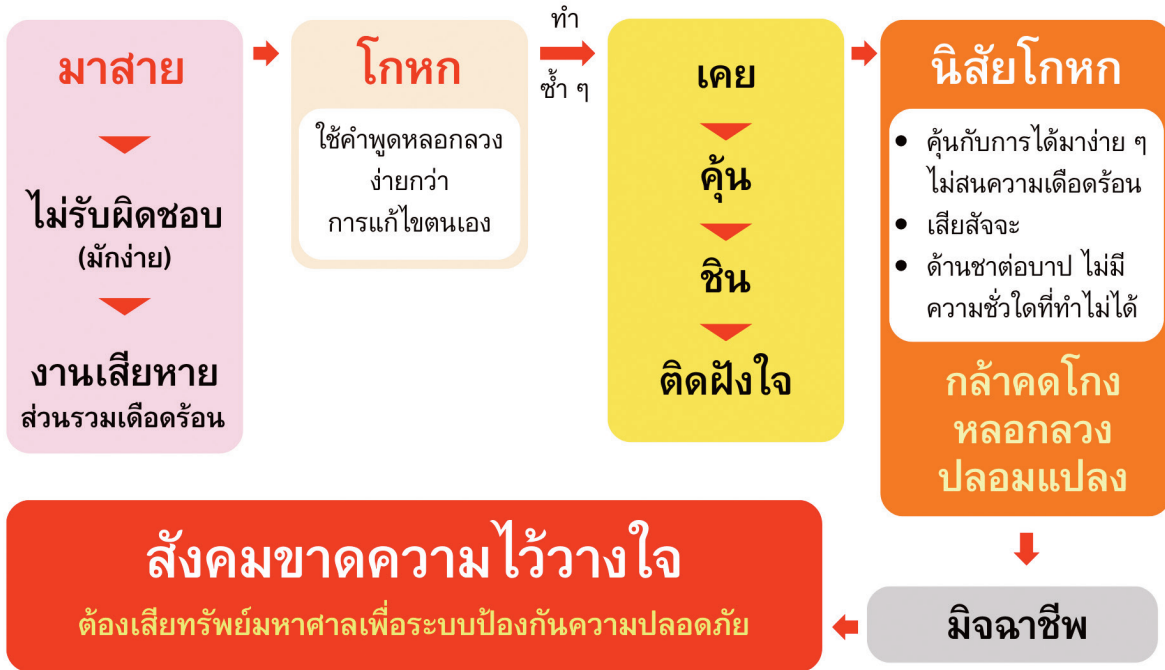 มาสาย
ไม่รับผิดชอบ
(มักง่าย)
งานเสียหาย
ส่วนรวมเดือดร้อน
โกหก
ใช้คำพูดหลอกลวง
ง่ายกว่า
การแก้ไขตนเอง
ทำ
ซ้ำ ๆ
เคย
คุ้น
ชิน
ติดฝังใจ
นิสัยโกหก
• คุ้นกับการได้มาง่าย ๆ
ไม่สนความเดือดร้อน
• เสียสัจจะ
• ด้านชาต่อบาป ไม่มี
ความชั่วใดที่ทำไม่ได้
กล้าคดโกง
หลอกลวง
ปลอมแปลง
มิจฉาชีพ
สังคมขาดความไว้วางใจ
ต้องเสียทรัพย์มหาศาลเพื่อระบบป้องกันความปลอดภัย